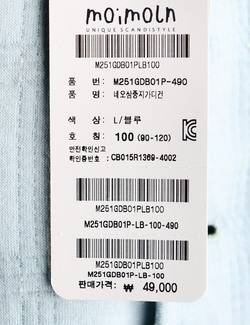 moimoln
UNIQUE SCANDISTYLE
M251GDB01PLB100
품 번: M251GDB01P-490
품 명: 네오심중지가디건
색 상: L/블루
호 칭: 100 (90-120)
안전확인신고
확인증번호 : CB015R1369-4002
M251GDB01PLB100
M251GDB01P-LB-100-490
M251GDB01PLB100
M251GDB01P-LB-100
판매가격: ₩ 49,000